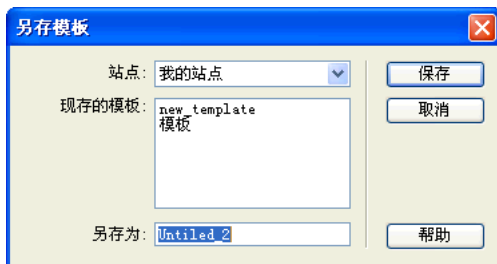 另存模板
站点: 我的站点 保存
现存的模板: new_template 取消
模板
另存为: Untiled_2 帮助